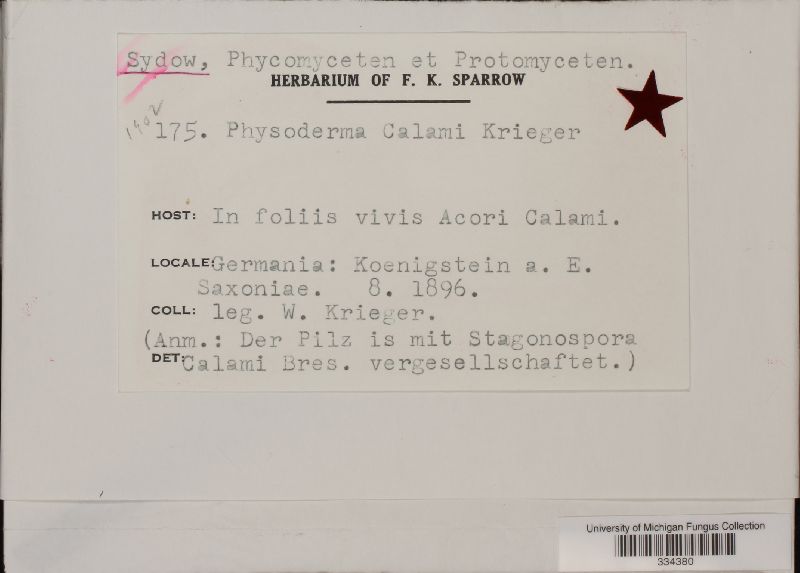 Sydow, Phycomyceten et Protomyceten.
HERBARIUM OF F. K. SPARROW
1902
175. Physoderma Calami Krieger
HOST: In foliis vivis Acori Calami.
LOCALE: Germania: Koenigstein a. E.
Saxoniae. 8. 1896.
COLL: leg. W. Krieger.
(Anm.: Der Pilz is mit Stagonospora
DET: Calami Bres. vergesellschaftet.)
University of Michigan Fungus Collection
334380